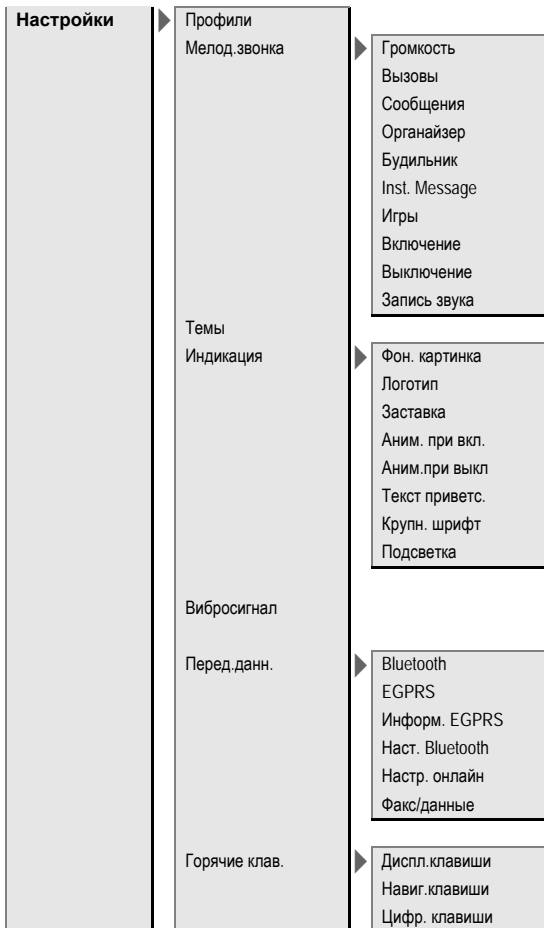 Настройки
Профили
Мелод.звонка
Громкость
Вызовы
Сообщения
Органайзер
Будильник
Inst. Message
Игры
Включение
Выключение
Запись звука
Темы
Индикация
Фон. картинка
Логотип
Заставка
Аним. при вкл.
Аним.при выкл
Текст приветс.
Крупн. шрифт
Подсветка
Вибросигнал
Перед.данн.
Bluetooth
EGPRS
Информ. EGPRS
Наст. Bluetooth
Настр. онлайн
Факс/данные
Горячие клав.
Диспл.клавиши
Навиг.клавиши
Цифр. клавиши